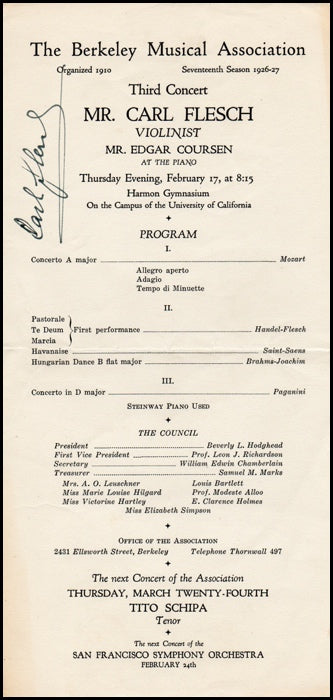 The Berkeley Musical Association
Organized 1910 Seventeenth Season 1926-27
Third Concert
MR. CARL FLESCH
VIOLINIST
MR. EDGAR COURSEN
AT THE PIANO
Thursday Evening, February 17, at 8:15
Harmon Gymnasium
On the Campus of the University of California
Carl Flesch
PROGRAM
I.
Concerto A major Mozart
Allegro aperto
Adagio
Tempo di Minuette
II.
Pastorale
Te Deum } First performance Handel-Flesch
Marcia
Havanaise Saint-Saens
Hungarian Dance B flat major Brahms-Joachim
III.
Concerto in D major Paganini
STEINWAY PIANO USED
THE COUNCIL
President Beverly L. Hodghead
First Vice President Prof. Leon J. Richardson
Secretary William Edwin Chamberlain
Treasurer Samuel M. Marks
Mrs. A. O. Leuschner Louis Bartlett
Miss Marie Louise Hilgard Prof. Modeste Alloo
Miss Victorine Hartley E. Clarence Holmes
Miss Elizabeth Simpson
OFFICE OF THE ASSOCIATION
2431 Ellsworth Street, Berkeley Telephone Thornwall 497
The next Concert of the Association
THURSDAY, MARCH TWENTY-FOURTH
TITO SCHIPA
Tenor
The next Concert of the
SAN FRANCISCO SYMPHONY ORCHESTRA
FEBRUARY 24th